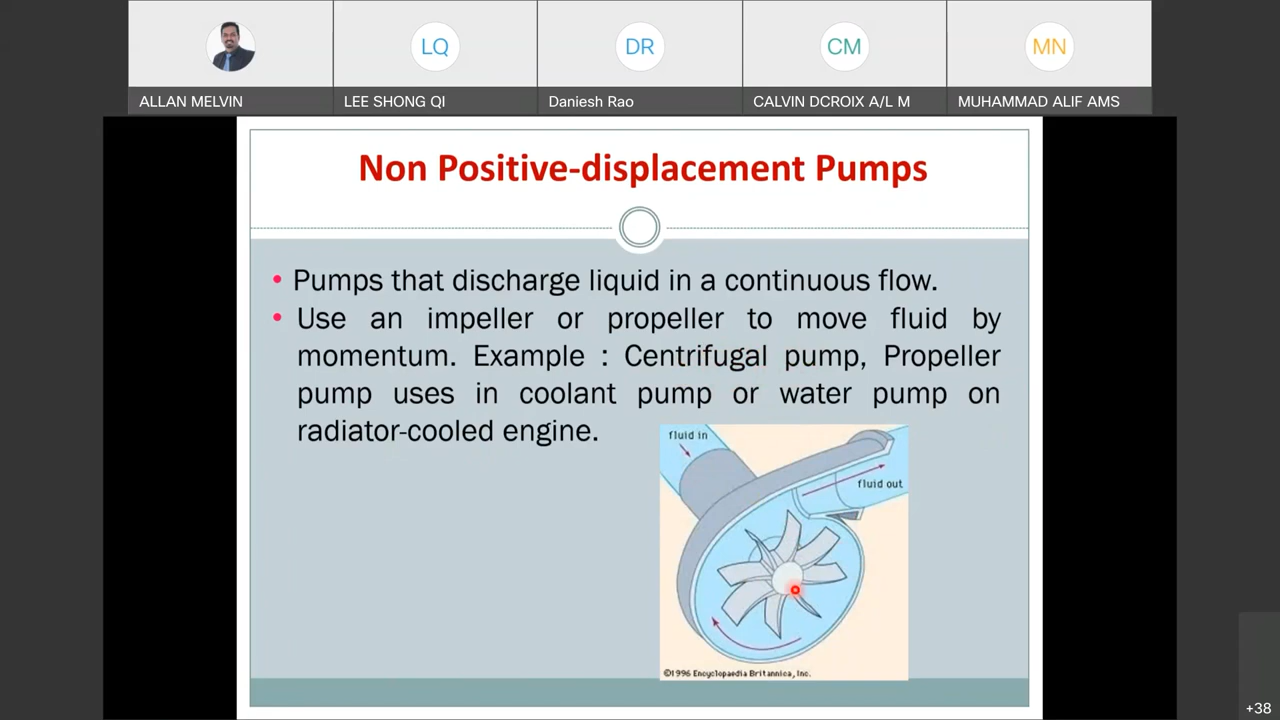 LQ
DR
CM
MN
ALLAN MELVIN
LEE SHONG QI
Daniesh Rao
CALVIN DCROIX A/L M
MUHAMMAD ALIF AMS
Non Positive-displacement Pumps
• Pumps that discharge liquid in a continuous flow.
• Use an impeller or propeller to move fluid by
momentum. Example : Centrifugal pump, Propeller
pump uses in coolant pump or water pump on
radiator-cooled engine.
fluid in
fluid out
©1996 Encyclopaedia Britannica, Inc.
+38